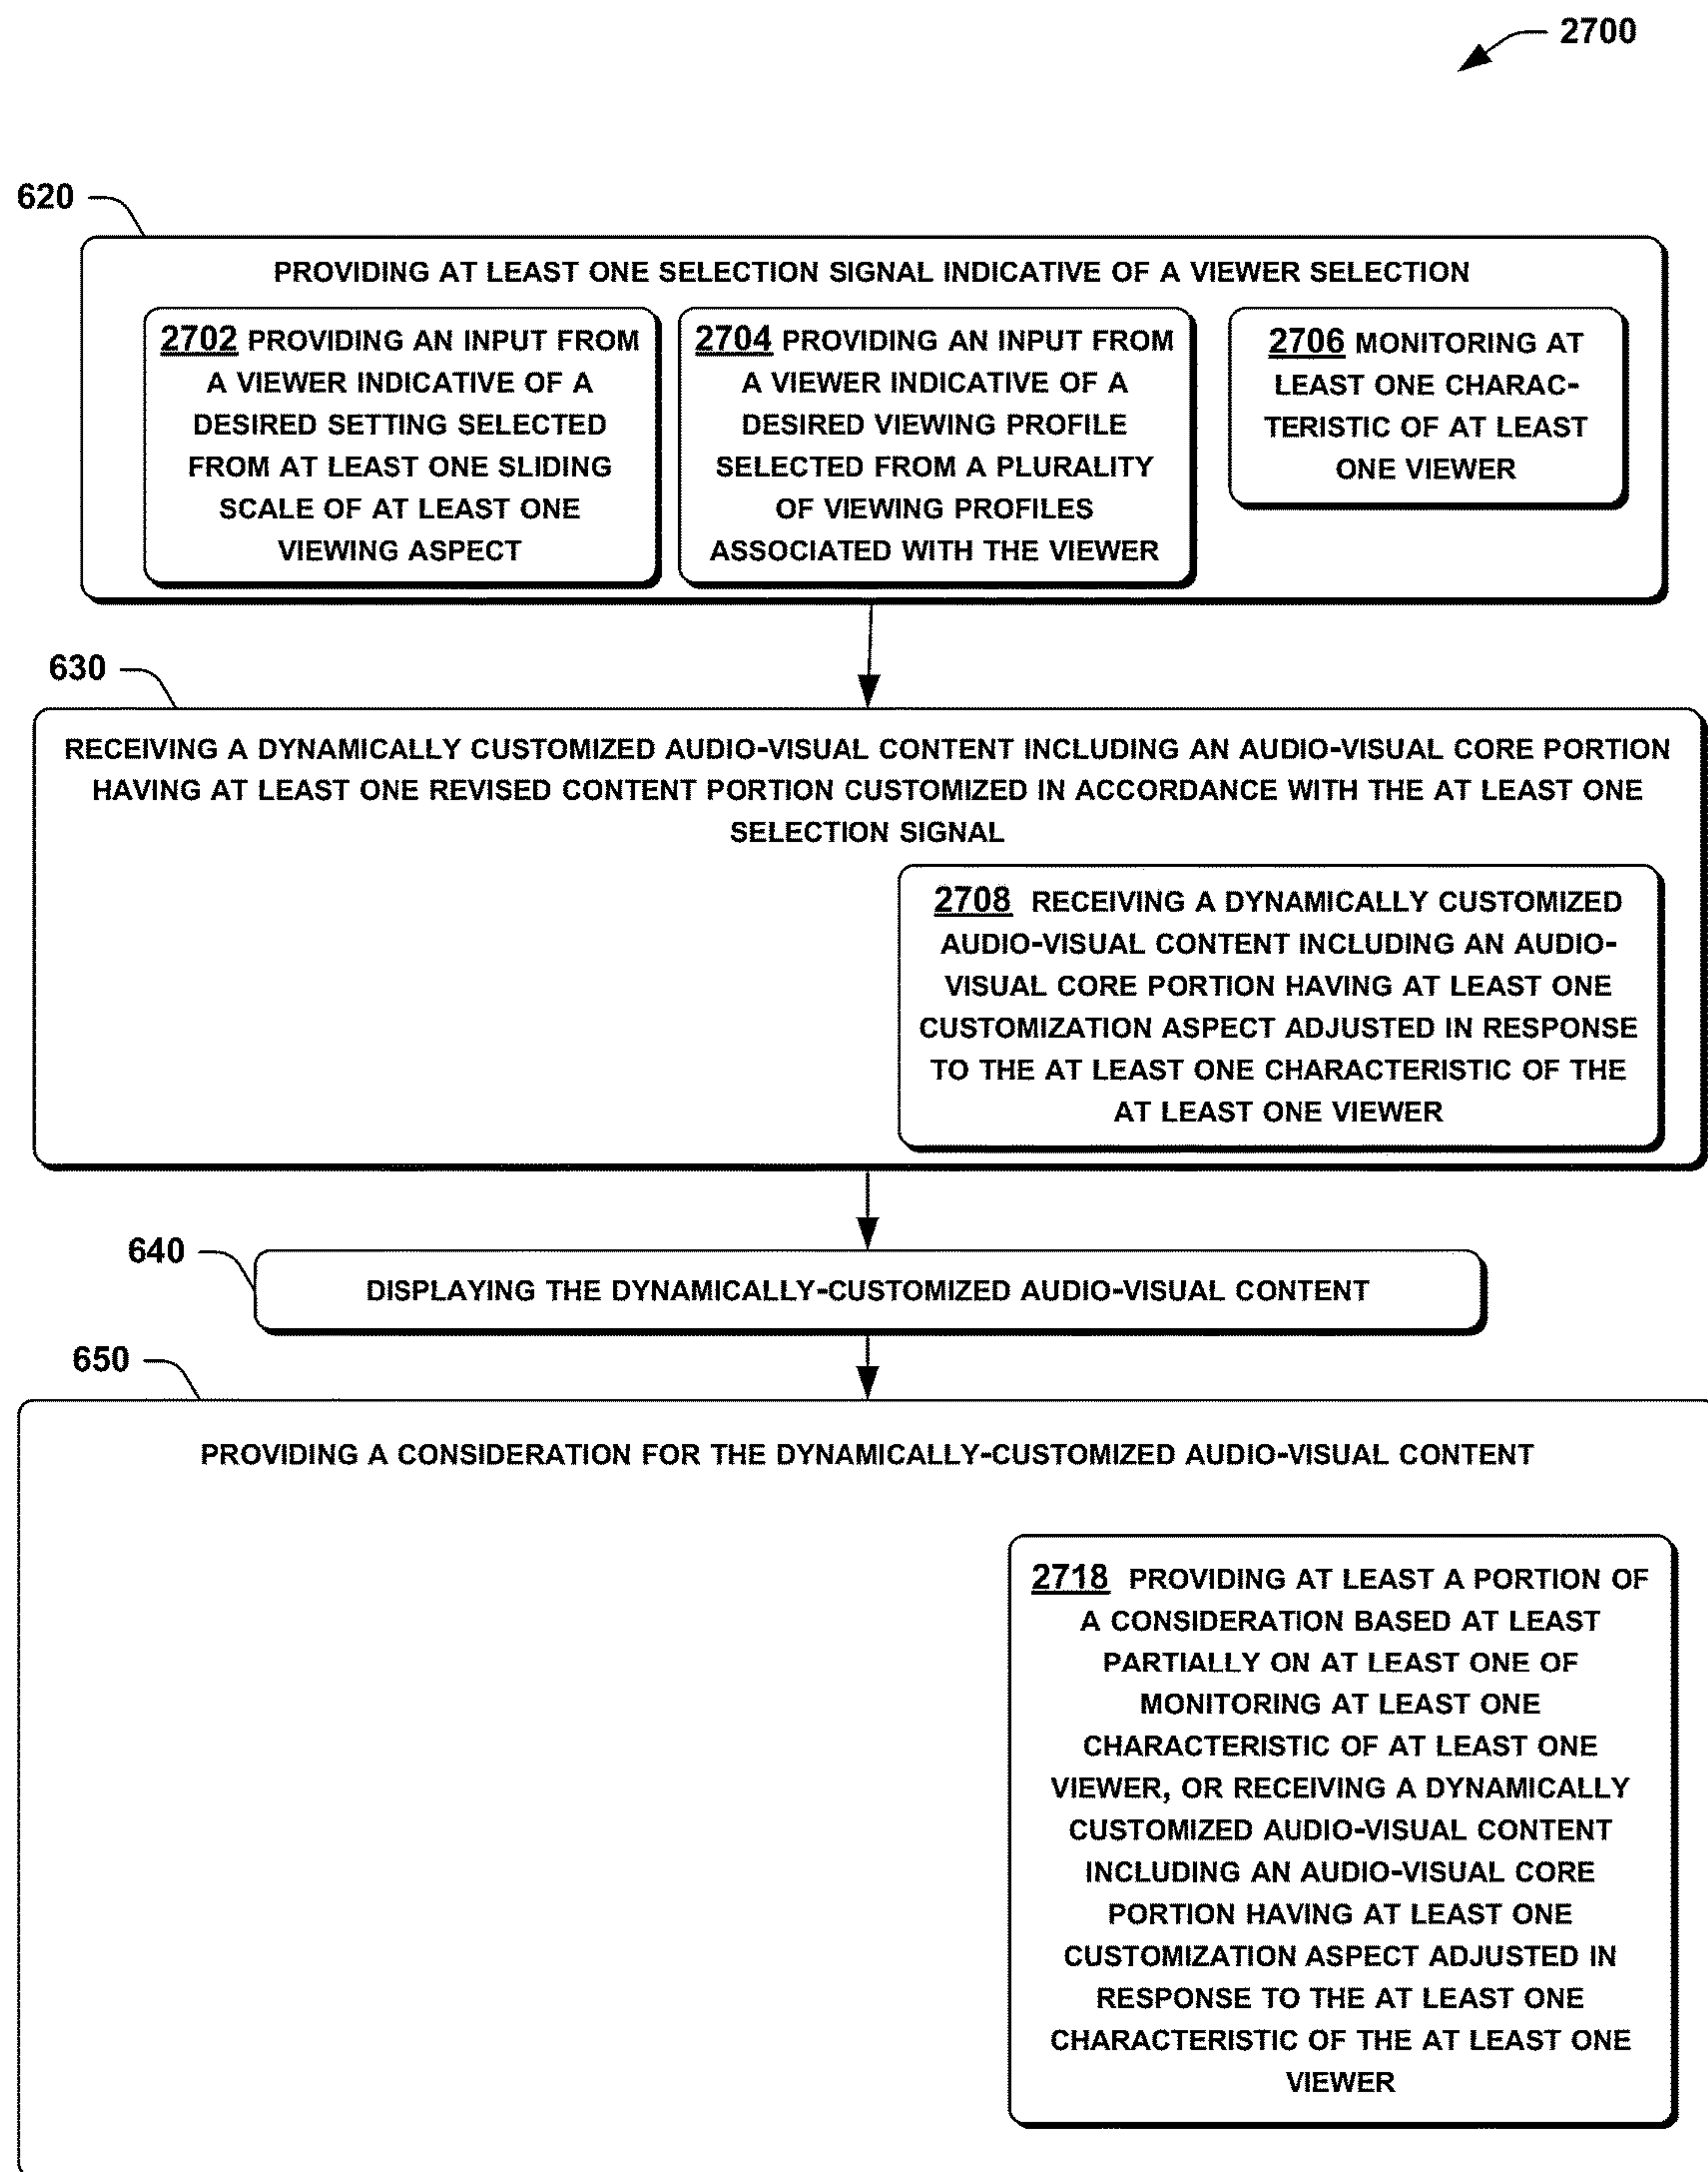 2700
620
PROVIDING AT LEAST ONE SELECTION SIGNAL INDICATIVE OF A VIEWER SELECTION
2702 PROVIDING AN INPUT FROM
A VIEWER INDICATIVE OF A
DESIRED SETTING SELECTED
FROM AT LEAST ONE SLIDING
SCALE OF AT LEAST ONE
VIEWING ASPECT
2704 PROVIDING AN INPUT FROM
A VIEWER INDICATIVE OF A
DESIRED VIEWING PROFILE
SELECTED FROM A PLURALITY
OF VIEWING PROFILES
ASSOCIATED WITH THE VIEWER
2706 MONITORING AT
LEAST ONE CHARAC-
TERISTIC OF AT LEAST
ONE VIEWER
630
RECEIVING A DYNAMICALLY CUSTOMIZED AUDIO-VISUAL CONTENT INCLUDING AN AUDIO-VISUAL CORE PORTION
HAVING AT LEAST ONE REVISED CONTENT PORTION CUSTOMIZED IN ACCORDANCE WITH THE AT LEAST ONE
SELECTION SIGNAL
2708 RECEIVING A DYNAMICALLY CUSTOMIZED
AUDIO-VISUAL CONTENT INCLUDING AN AUDIO-
VISUAL CORE PORTION HAVING AT LEAST ONE
CUSTOMIZATION ASPECT ADJUSTED IN RESPONSE
TO THE AT LEAST ONE CHARACTERISTIC OF THE
AT LEAST ONE VIEWER
640
DISPLAYING THE DYNAMICALLY-CUSTOMIZED AUDIO-VISUAL CONTENT
650
PROVIDING A CONSIDERATION FOR THE DYNAMICALLY-CUSTOMIZED AUDIO-VISUAL CONTENT
2718 PROVIDING AT LEAST A PORTION OF
A CONSIDERATION BASED AT LEAST
PARTIALLY ON AT LEAST ONE OF
MONITORING AT LEAST ONE
CHARACTERISTIC OF AT LEAST ONE
VIEWER, OR RECEIVING A DYNAMICALLY
CUSTOMIZED AUDIO-VISUAL CONTENT
INCLUDING AN AUDIO-VISUAL CORE
PORTION HAVING AT LEAST ONE
CUSTOMIZATION ASPECT ADJUSTED IN
RESPONSE TO THE AT LEAST ONE
CHARACTERISTIC OF THE AT LEAST ONE
VIEWER